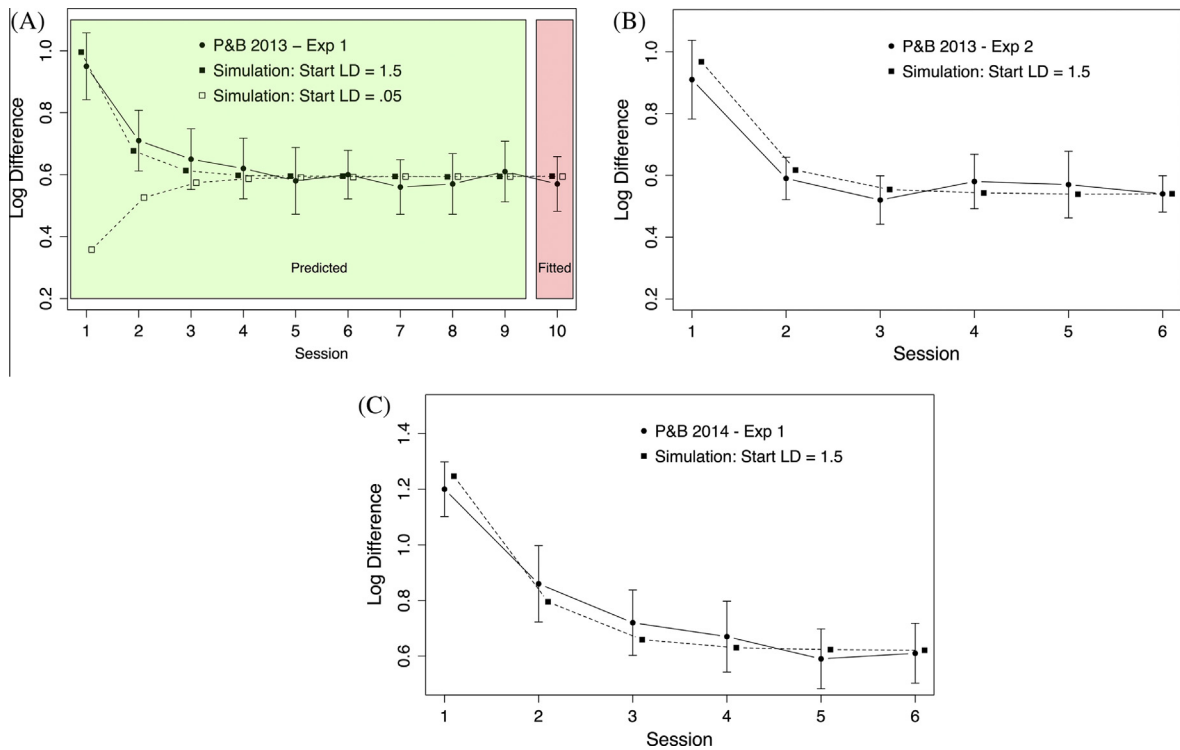 (A)
P&B 2013 – Exp 1
Simulation: Start LD = 1.5
Simulation: Start LD = .05
Log Difference
0.2 0.4 0.6 0.8 1.0
Predicted
Fitted
1 2 3 4 5 6 7 8 9 10
Session
(B)
P&B 2013 - Exp 2
Simulation: Start LD = 1.5
Log Difference
0.2 0.4 0.6 0.8 1.0
1 2 3 4 5 6
Session
(C)
P&B 2014 - Exp 1
Simulation: Start LD = 1.5
Log Difference
0.6 0.8 1.0 1.2 1.4
1 2 3 4 5 6
Session